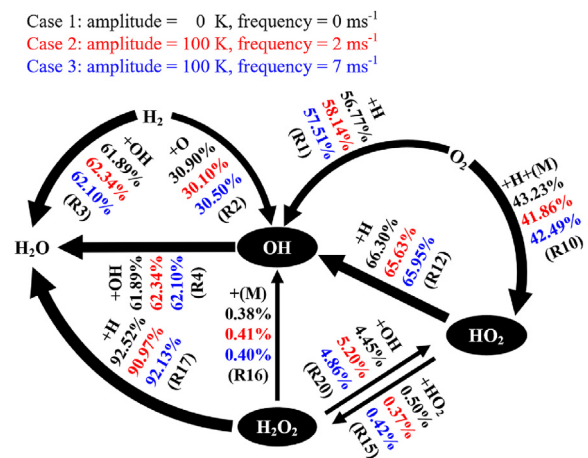 Case 1: amplitude = 0 K, frequency = 0 ms⁻¹
Case 2: amplitude = 100 K, frequency = 2 ms⁻¹
Case 3: amplitude = 100 K, frequency = 7 ms⁻¹
H₂
+OH
61.89%
62.34%
62.10%
(R3)
+O
30.90%
30.10%
30.50%
(R2)
+H
56.77%
58.14%
57.51%
(R1)
O₂
+H+(M)
43.23%
41.86%
42.49%
(R10)
H₂O
OH
+OH
61.89%
62.34%
62.10%
(R4)
+H
66.39%
65.63%
65.95%
(R12)
HO₂
+H
92.52%
90.97%
92.13%
(R17)
+(M)
0.38%
0.41%
0.40%
(R16)
+OH
4.45%
5.20%
4.86%
(R20)
+HO₂
0.50%
0.37%
0.42%
(R15)
H₂O₂